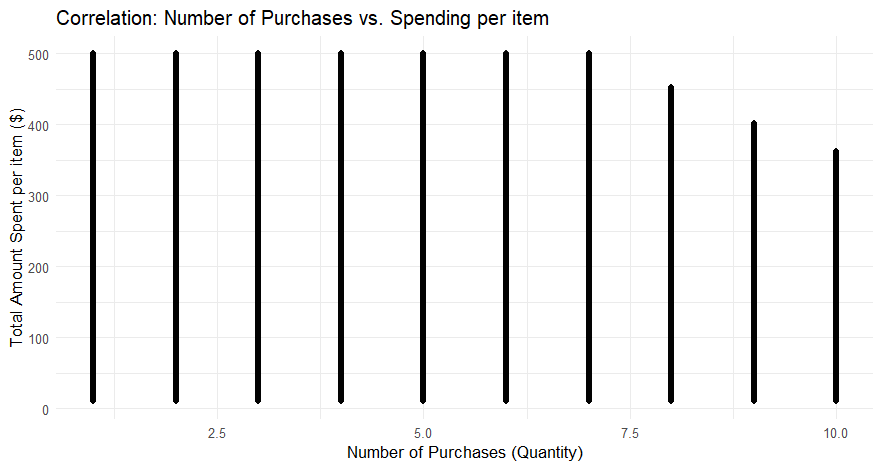 Correlation: Number of Purchases vs. Spending per item
Total Amount Spent per item ($)
500
400
300
200
100
0
2.5 5.0 7.5 10.0
Number of Purchases (Quantity)